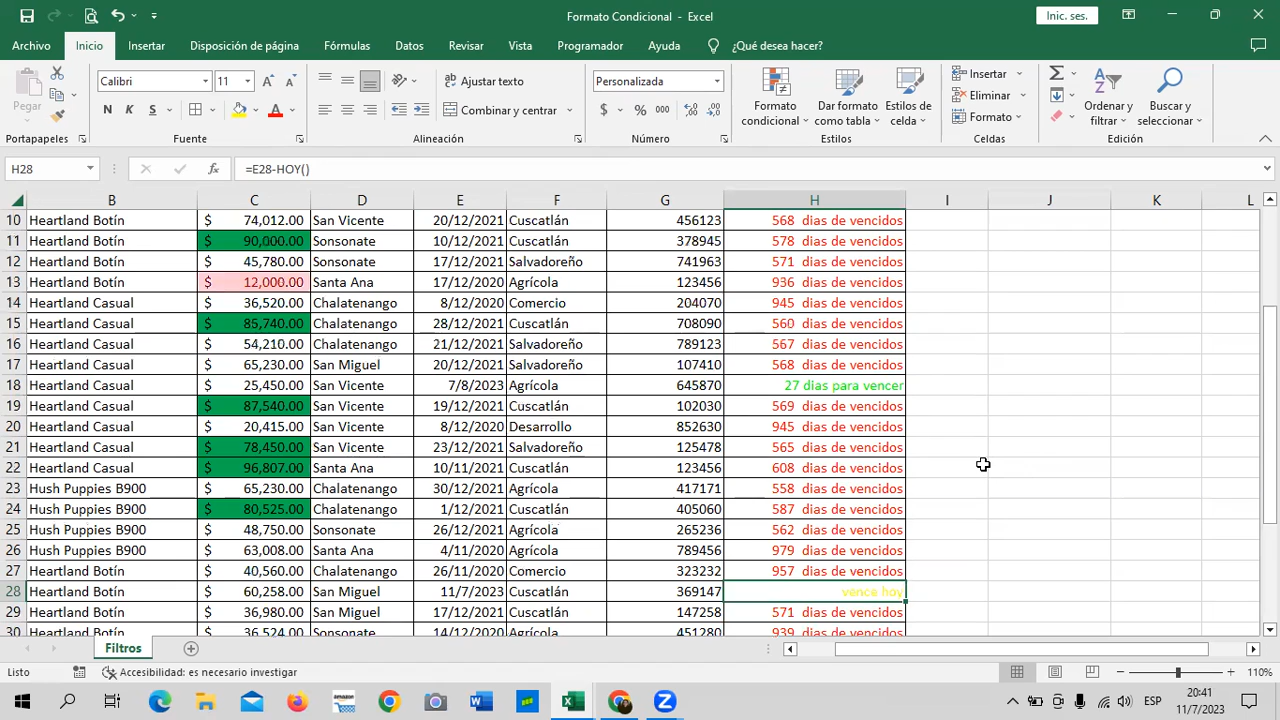 Formato Condicional - Excel
Inic. ses.
Archivo Inicio Insertar Disposición de página Fórmulas Datos Revisar Vista Programador Ayuda ¿Qué desea hacer?
Pegar
Calibri 11
N K S
Ajustar texto
Combinar y centrar
Personalizada
$ % 000
Formato condicional
Dar formato como tabla
Estilos de celda
Insertar
Eliminar
Formato
Ordenar y filtrar
Buscar y seleccionar
Portapapeles Fuente Alineación Número Estilos Celdas Edición
H28 fx =E28-HOY()
B C D E F G H I J K L
10 Heartland Botín $ 74,012.00 San Vicente 20/12/2021 Cuscatlán 456123 568 dias de vencidos
11 Heartland Botín $ 90,000.00 Sonsonate 10/12/2021 Cuscatlán 378945 578 dias de vencidos
12 Heartland Botín $ 45,780.00 Sonsonate 17/12/2021 Salvadoreño 741963 571 dias de vencidos
13 Heartland Botín $ 12,000.00 Santa Ana 17/12/2020 Agrícola 123456 936 dias de vencidos
14 Heartland Casual $ 36,520.00 Chalatenango 8/12/2020 Comercio 204070 945 dias de vencidos
15 Heartland Casual $ 85,740.00 Chalatenango 28/12/2021 Cuscatlán 708090 560 dias de vencidos
16 Heartland Casual $ 54,210.00 Chalatenango 21/12/2021 Salvadoreño 789123 567 dias de vencidos
17 Heartland Casual $ 65,230.00 San Miguel 20/12/2021 Cuscatlán 107410 568 dias de vencidos
18 Heartland Casual $ 25,450.00 San Vicente 7/8/2023 Agrícola 645870 27 dias para vencer
19 Heartland Casual $ 87,540.00 San Vicente 19/12/2021 Cuscatlán 102030 569 dias de vencidos
20 Heartland Casual $ 20,415.00 San Vicente 8/12/2020 Desarrollo 852630 945 dias de vencidos
21 Heartland Casual $ 78,450.00 San Vicente 23/12/2021 Salvadoreño 125478 565 dias de vencidos
22 Heartland Casual $ 96,807.00 Santa Ana 10/11/2021 Cuscatlán 123456 608 dias de vencidos
23 Hush Puppies B900 $ 65,230.00 Chalatenango 30/12/2021 Agrícola 417171 558 dias de vencidos
24 Hush Puppies B900 $ 80,525.00 Chalatenango 1/12/2021 Cuscatlán 405060 587 dias de vencidos
25 Hush Puppies B900 $ 48,750.00 Sonsonate 26/12/2021 Agrícola 265236 562 dias de vencidos
26 Hush Puppies B900 $ 63,008.00 Santa Ana 4/11/2020 Agrícola 789456 979 dias de vencidos
27 Heartland Botín $ 40,560.00 Chalatenango 26/11/2020 Comercio 323232 957 dias de vencidos
28 Heartland Botín $ 60,258.00 San Miguel 11/7/2023 Cuscatlán 369147 vence hoy
29 Heartland Botín $ 36,980.00 San Miguel 17/12/2021 Cuscatlán 147258 571 dias de vencidos
30 Heartland Botín $ 36,524.00 Sonsonate 14/12/2020 Agrícola 451280 939 dias de vencidos
Filtros
Listo Accesibilidad: es necesario investigar 110%
amazon
ESP 20:41
11/7/2023